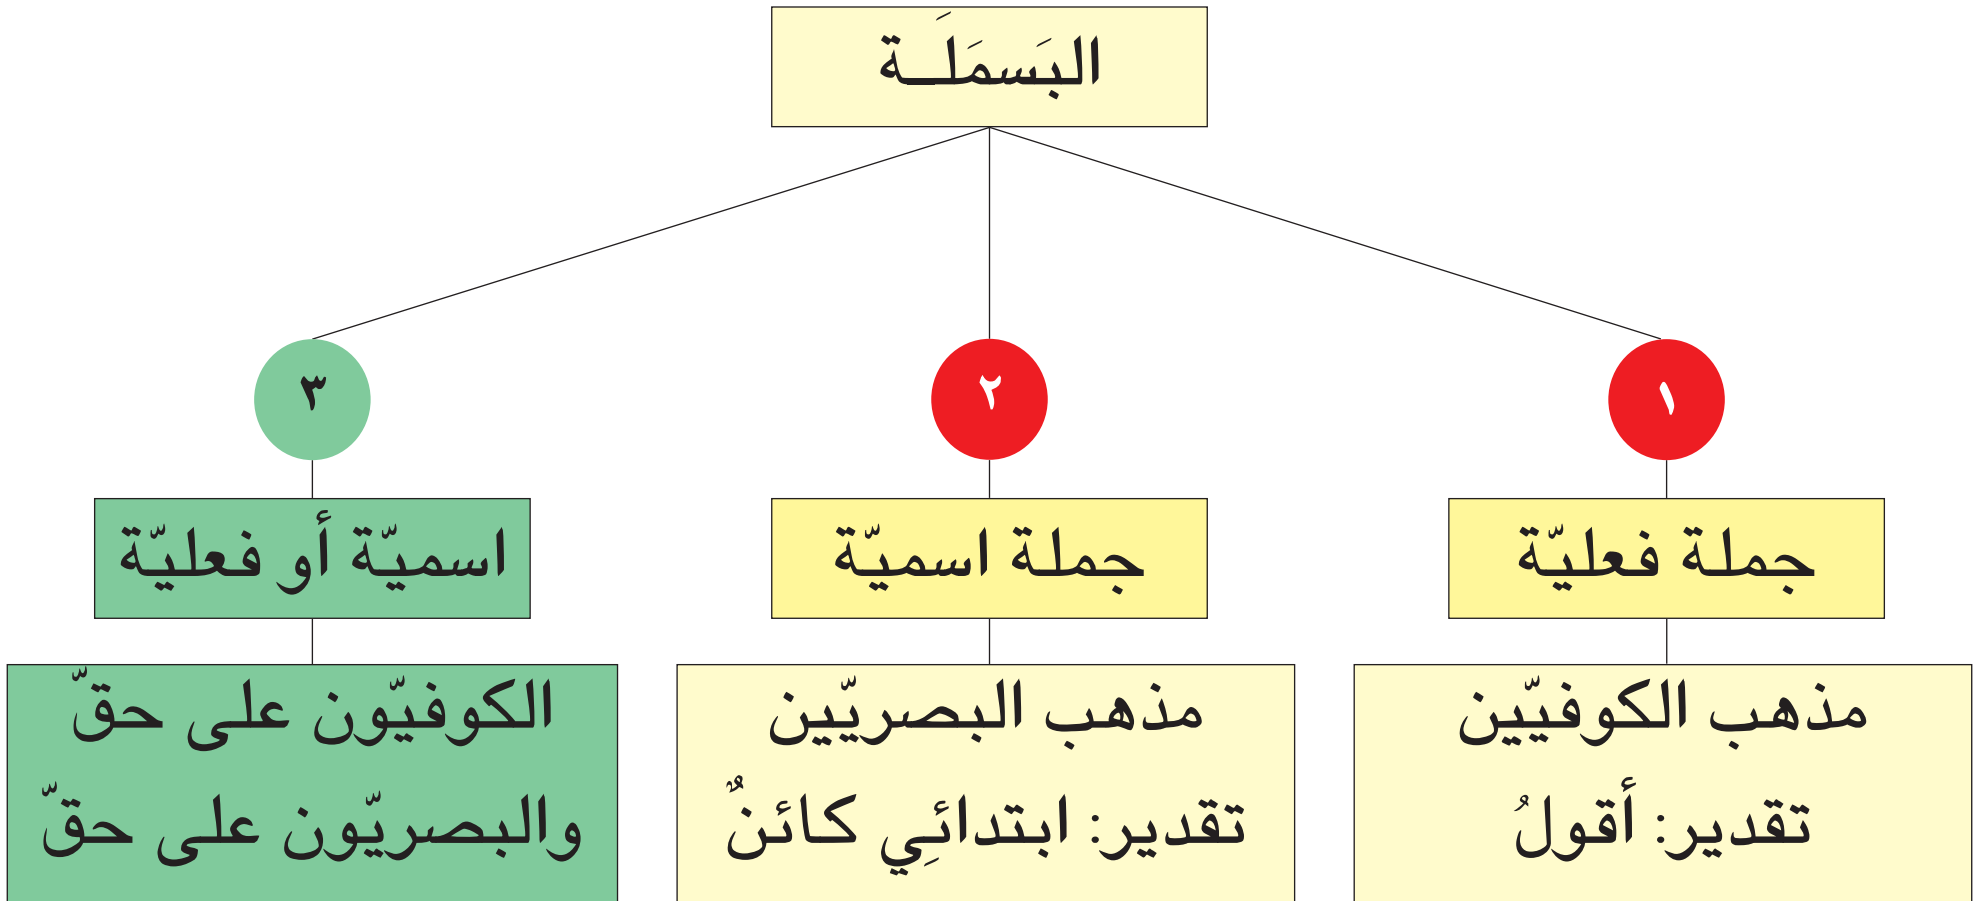 البَسمَلَـَـة
١
٢
٣
جملة فعليّة
جملة اسميّة
اسميّة أو فعليّة
مذهب الكوفيّين
تقدير: أقولُ
مذهب البصريّين
تقدير: ابتدائِي كائنٌ
الكوفيّون على حقّ
والبصريّون على حقّ